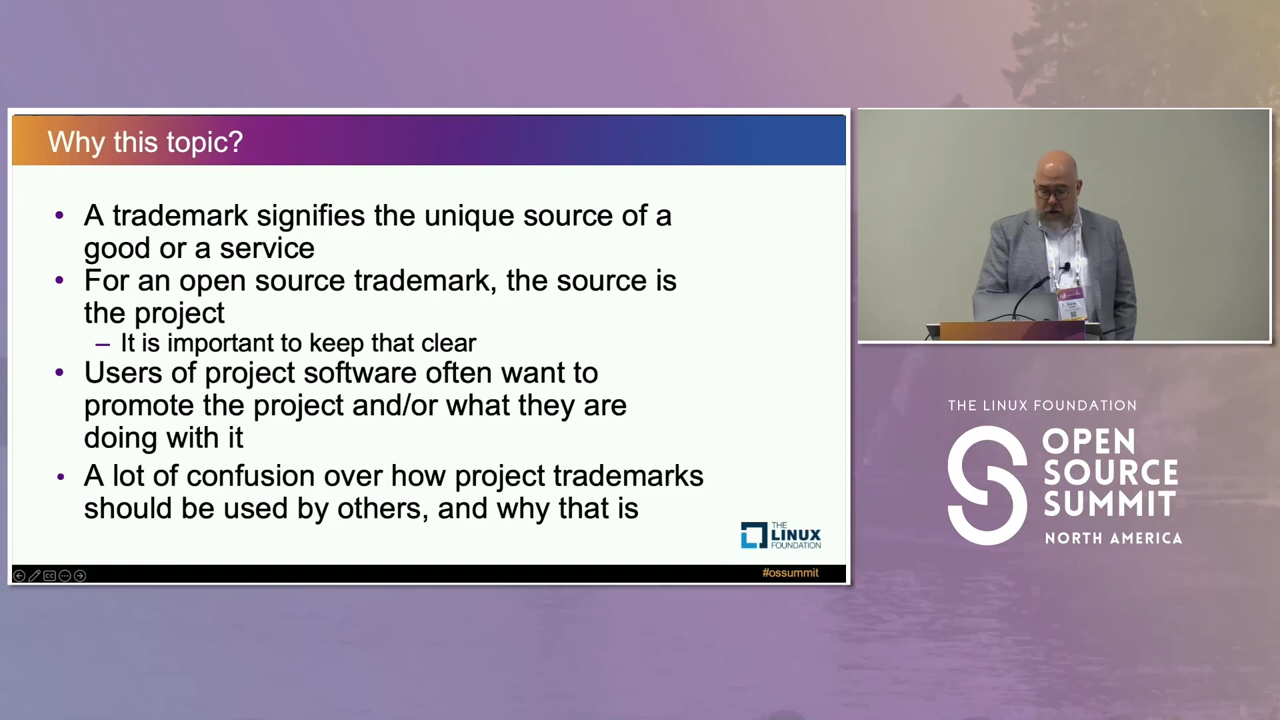 Why this topic?
• A trademark signifies the unique source of a
good or a service
• For an open source trademark, the source is
the project
– It is important to keep that clear
• Users of project software often want to
promote the project and/or what they are
doing with it
• A lot of confusion over how project trademarks
should be used by others, and why that is
THE
LINUX
FOUNDATION
CC
#ossummit
THE LINUX FOUNDATION
OPEN
SOURCE
SUMMIT
NORTH AMERICA